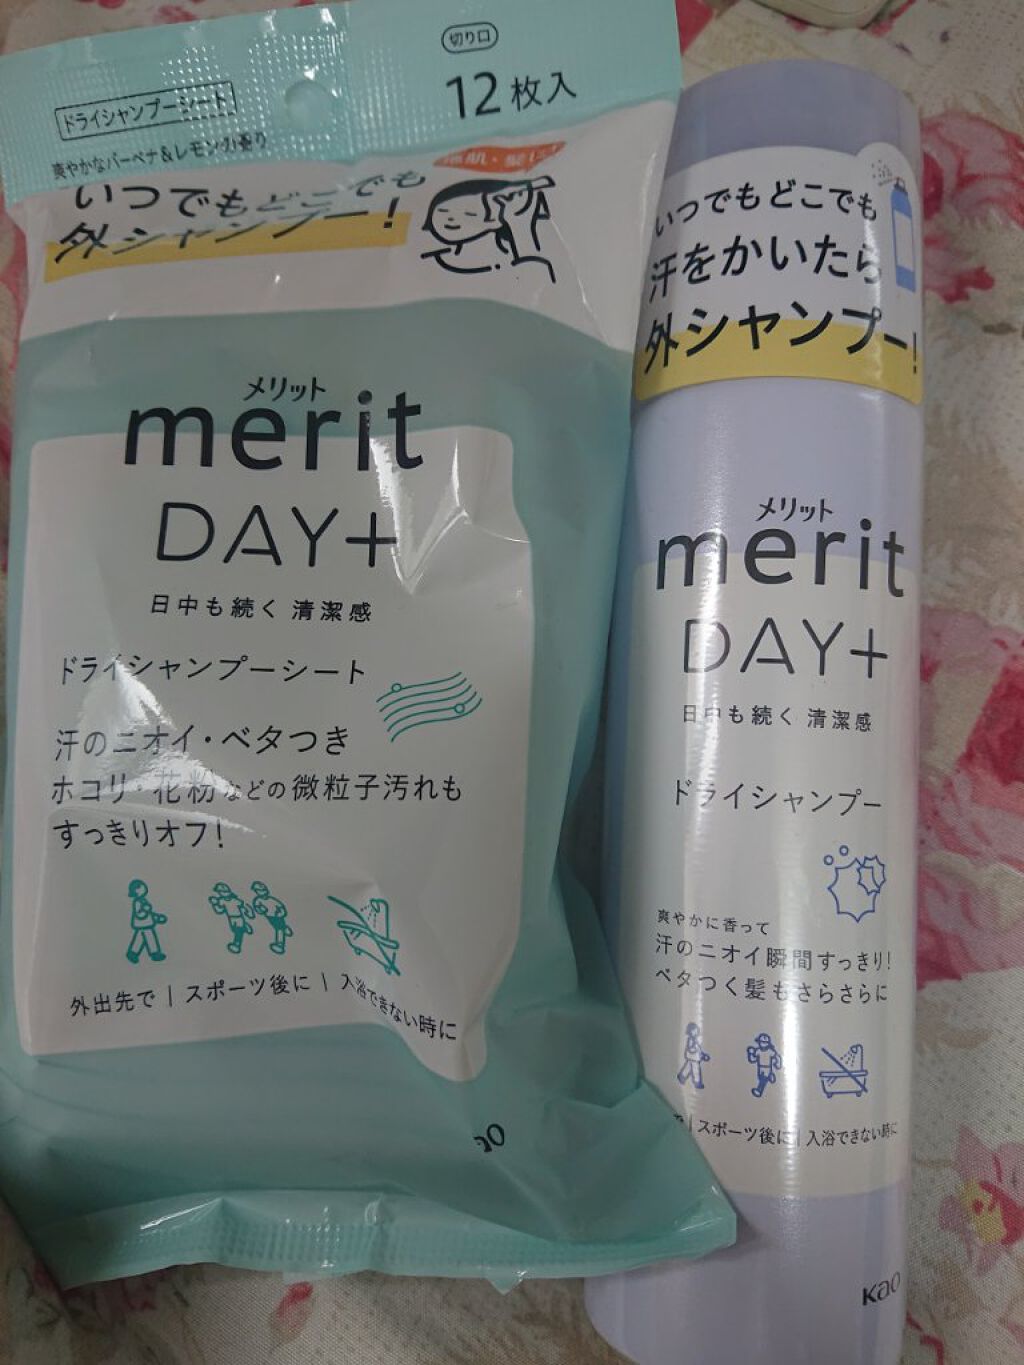 切り口
ドライシャンプーシート
12枚入
爽やかなバーベナ&レモンの香り
いつでもどこでも
外シャンプー!
メリット
merit
DAY+
日中も続く 清潔感
ドライシャンプーシート
汗のニオイ・ベタつき
ホコリ・花粉などの微粒子汚れも
すっきりオフ!
外出先で | スポーツ後に | 入浴できない時に
いつでもどこでも
汗をかいたら
外シャンプー!
メリット
merit
DAY+
日中も続く 清潔感
ドライシャンプー
爽やかに香って
汗のニオイ瞬間すっきり!
ベタつく髪もさらさらに
で | スポーツ後に | 入浴できない時に
Kao